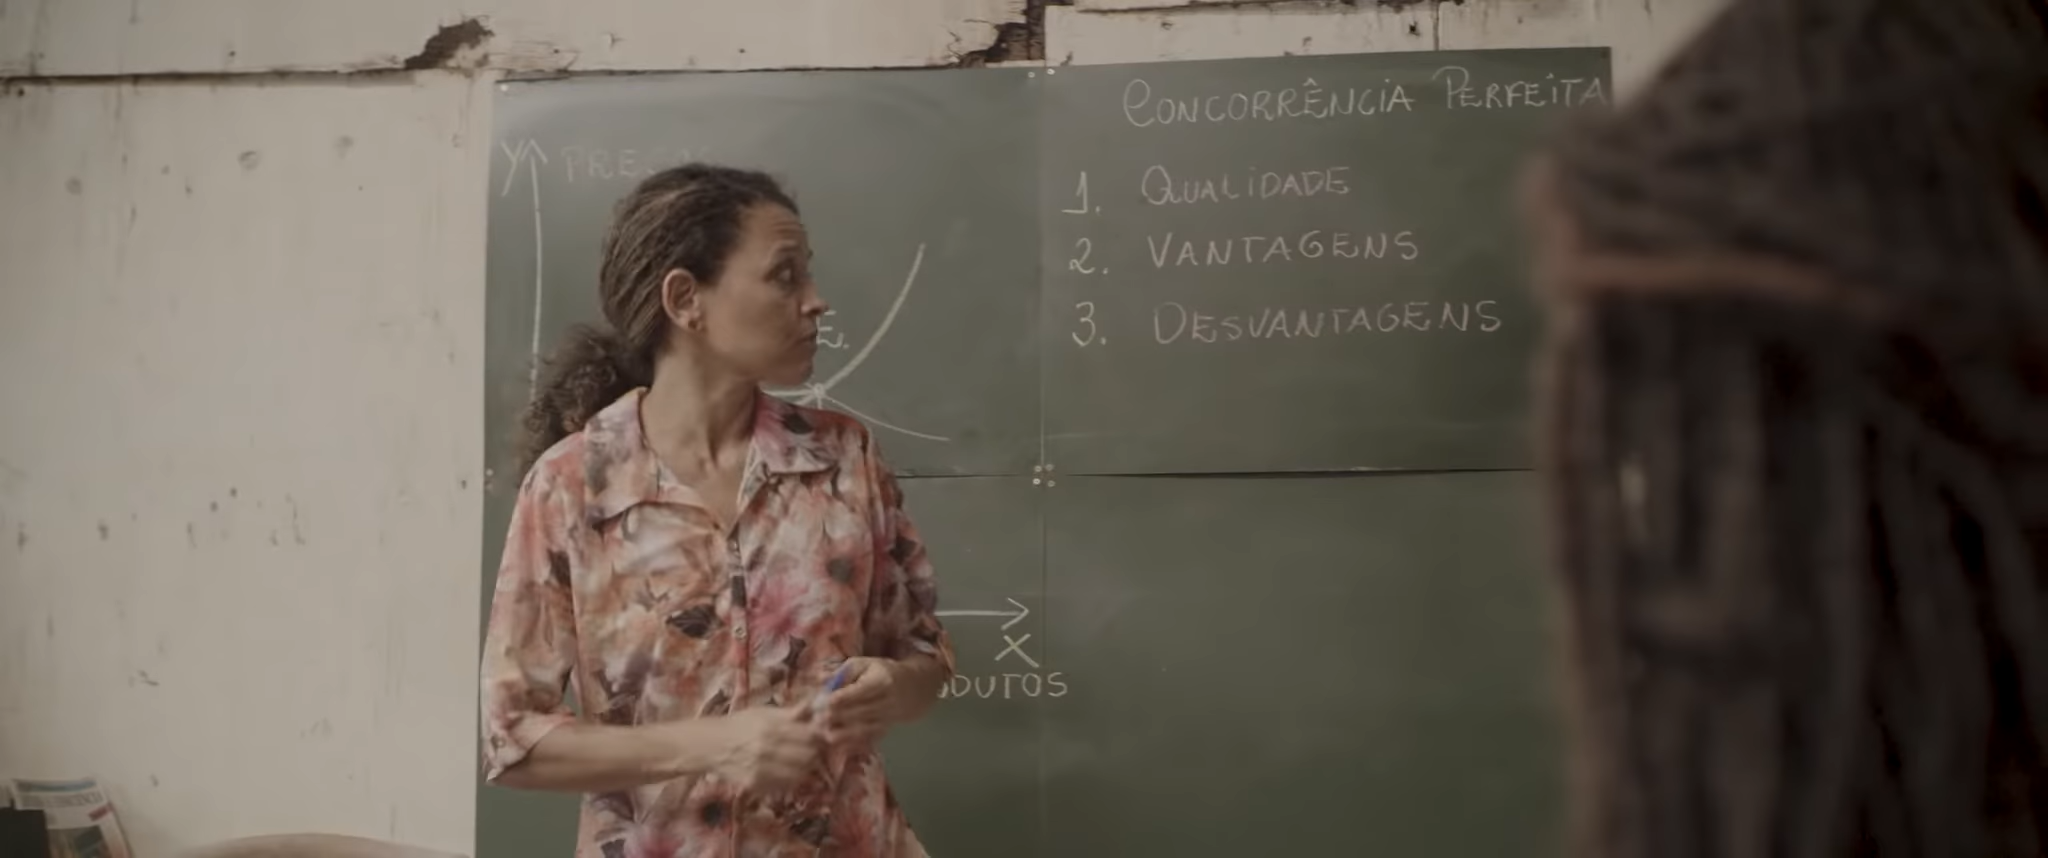 Y
CONCORRÊNCIA PERFEITA
1. QUALIDADE
2. VANTAGENS
3. DESVANTAGENS
E.
X